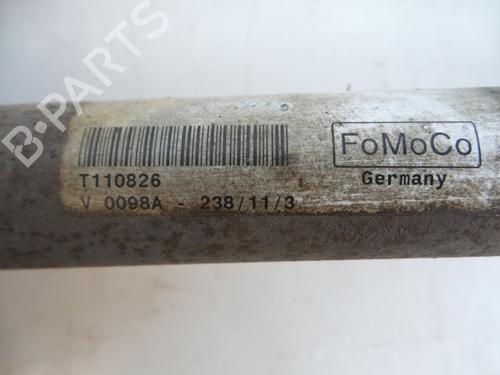 B-PARTS
T110826
V 0098A - 238/11/3
FoMoCo
Germany